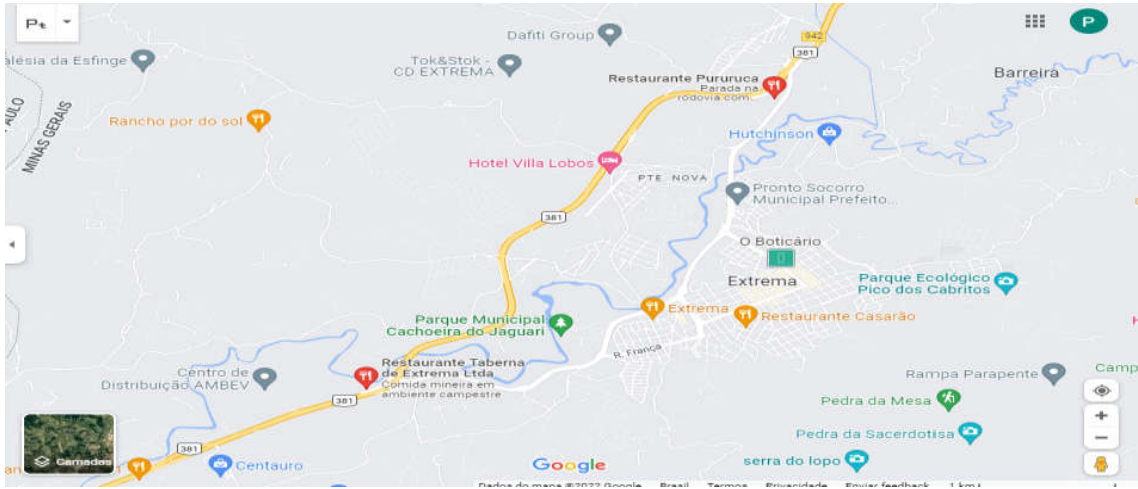 P
942
P
Dafiti Group
381
alésia da Esfinge
Tok&Stok -
CD EXTREMA
Restaurante Pururuca
Parada na
rodovia com...
Barreira
PAULO
MINAS GERAIS
Rancho por do sol
Hutchinson
Hotel Villa Lobos
PTE. NOVA
Pronto Socorro
Municipal Prefeito...
381
O Boticário
Extrema
Parque Ecológico
Pico dos Cabritos
Extrema
Restaurante Casarão
Parque Municipal
Cachoeira do Jaguari
R. França
Centro de
Distribuição AMBEV
Restaurante Taberna
de Extrema Ltda
Comida mineira em
ambiente campestre
Rampa Parapente
Camp
381
Pedra da Mesa
Pedra da Sacerdotisa
381
Camadas
Centauro
Google
serra do lopo
Dados do mapa ©2022 Google Brasil Termos Privacidade Enviar feedback 1 km